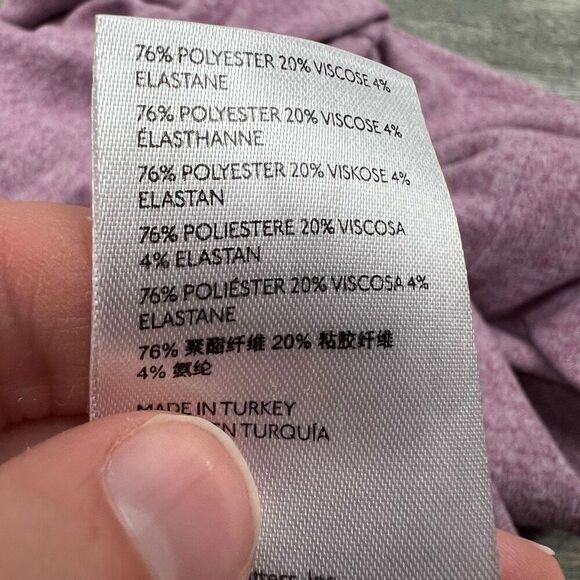 76% POLYESTER 20% VISCOSE 4%
ELASTANE
76% POLYESTER 20% VISCOSE 4%
ÉLASTHANNE
76% POLYESTER 20% VISKOSE 4%
ELASTAN
76% POLIESTERE 20% VISCOSA
4% ELASTAN
76% POLIÉSTER 20% VISCOSA 4%
ELASTANE
76% 聚酯纤维 20% 粘胶纤维
4% 氨纶
MADE IN TURKEY
EN TURQUÍA
Inc